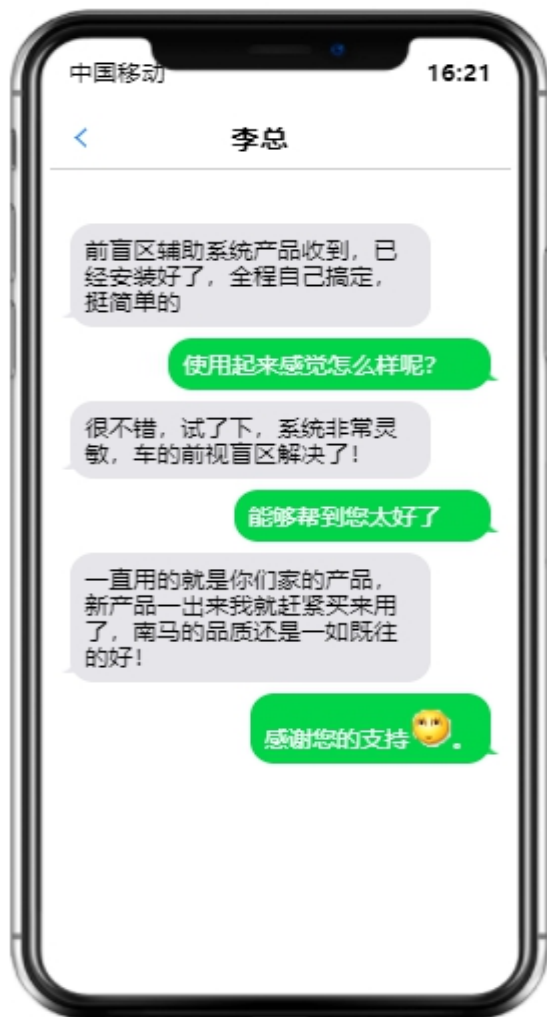 中国移动
16:21
李总
前盲区辅助系统产品收到，已
经安装好了，全程自己搞定，
挺简单的
使用起来感觉怎么样呢？
很不错，试了下，系统非常灵
敏，车的前视盲区解决了！
能够帮到您太好了
一直用的就是你们家的产品，
新产品一出来我就赶紧买来用
了，南马的品质还是一如既往
的好！
感谢您的支持。